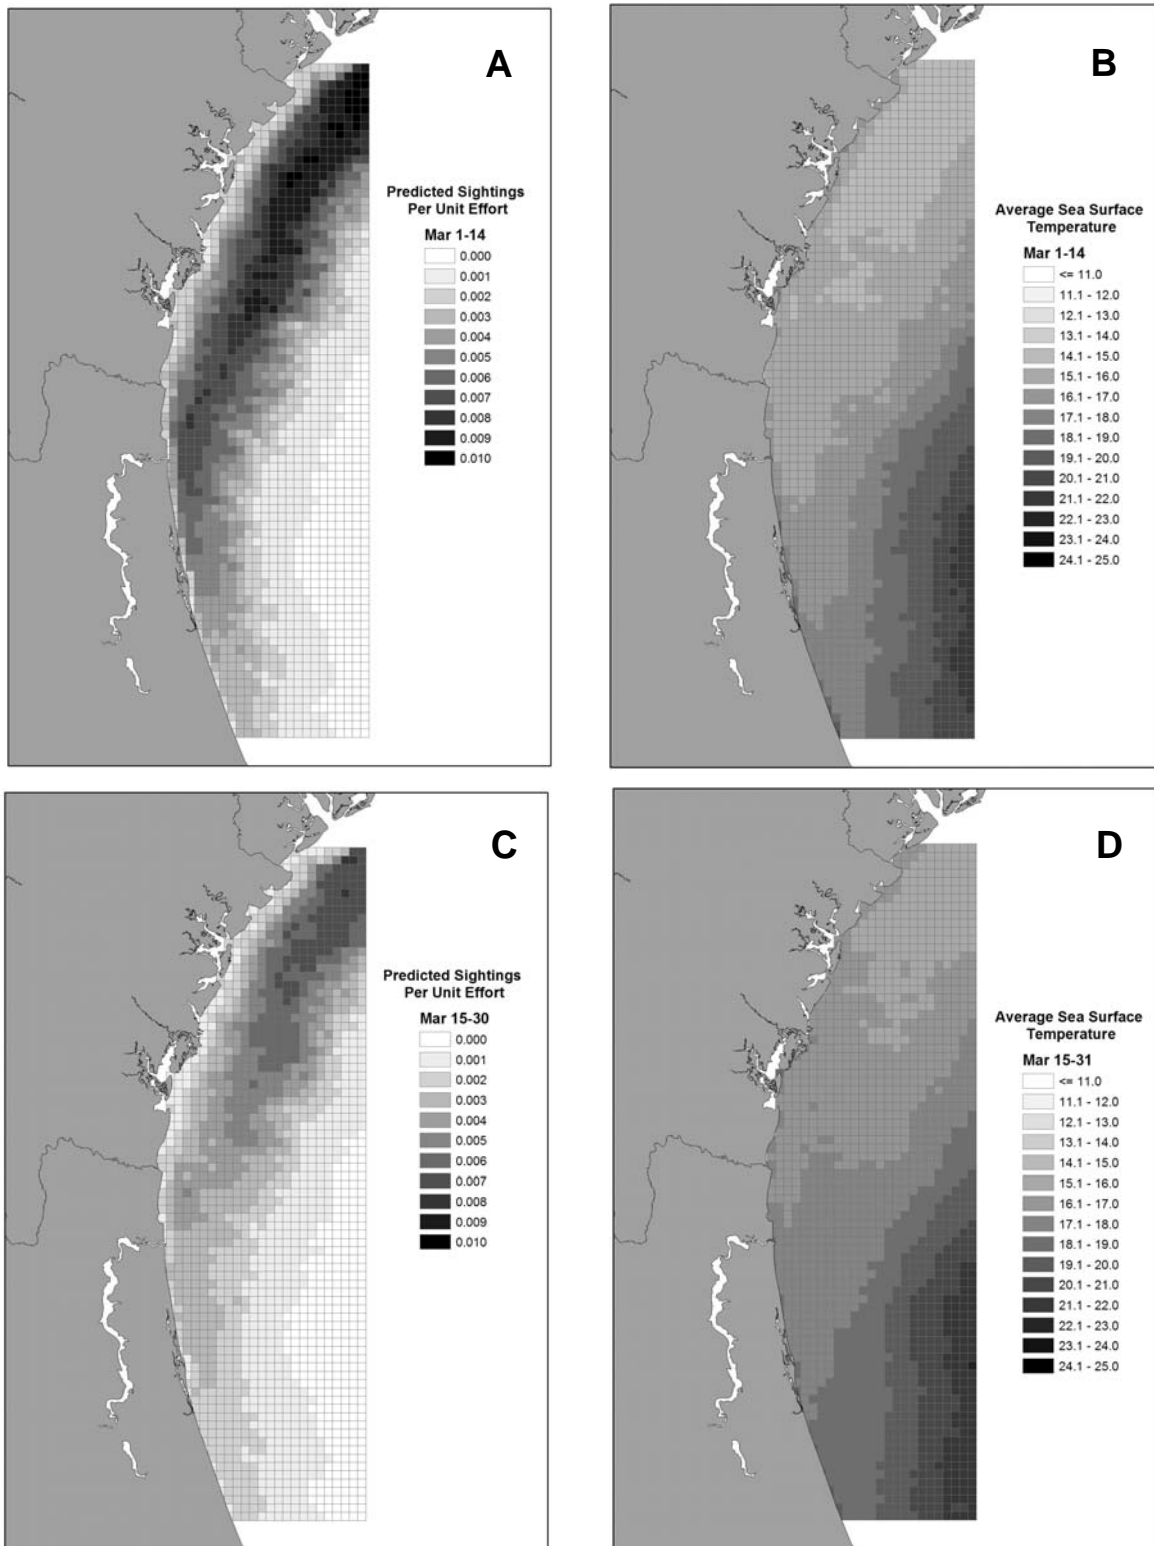 A
Predicted Sightings
Per Unit Effort
Mar 1-14
0.000
0.001
0.002
0.003
0.004
0.005
0.006
0.007
0.008
0.009
0.010
B
Average Sea Surface
Temperature
Mar 1-14
<= 11.0
11.1 - 12.0
12.1 - 13.0
13.1 - 14.0
14.1 - 15.0
15.1 - 16.0
16.1 - 17.0
17.1 - 18.0
18.1 - 19.0
19.1 - 20.0
20.1 - 21.0
21.1 - 22.0
22.1 - 23.0
23.1 - 24.0
24.1 - 25.0
C
Predicted Sightings
Per Unit Effort
Mar 15-30
0.000
0.001
0.002
0.003
0.004
0.005
0.006
0.007
0.008
0.009
0.010
D
Average Sea Surface
Temperature
Mar 15-31
<= 11.0
11.1 - 12.0
12.1 - 13.0
13.1 - 14.0
14.1 - 15.0
15.1 - 16.0
16.1 - 17.0
17.1 - 18.0
18.1 - 19.0
19.1 - 20.0
20.1 - 21.0
21.1 - 22.0
22.1 - 23.0
23.1 - 24.0
24.1 - 25.0